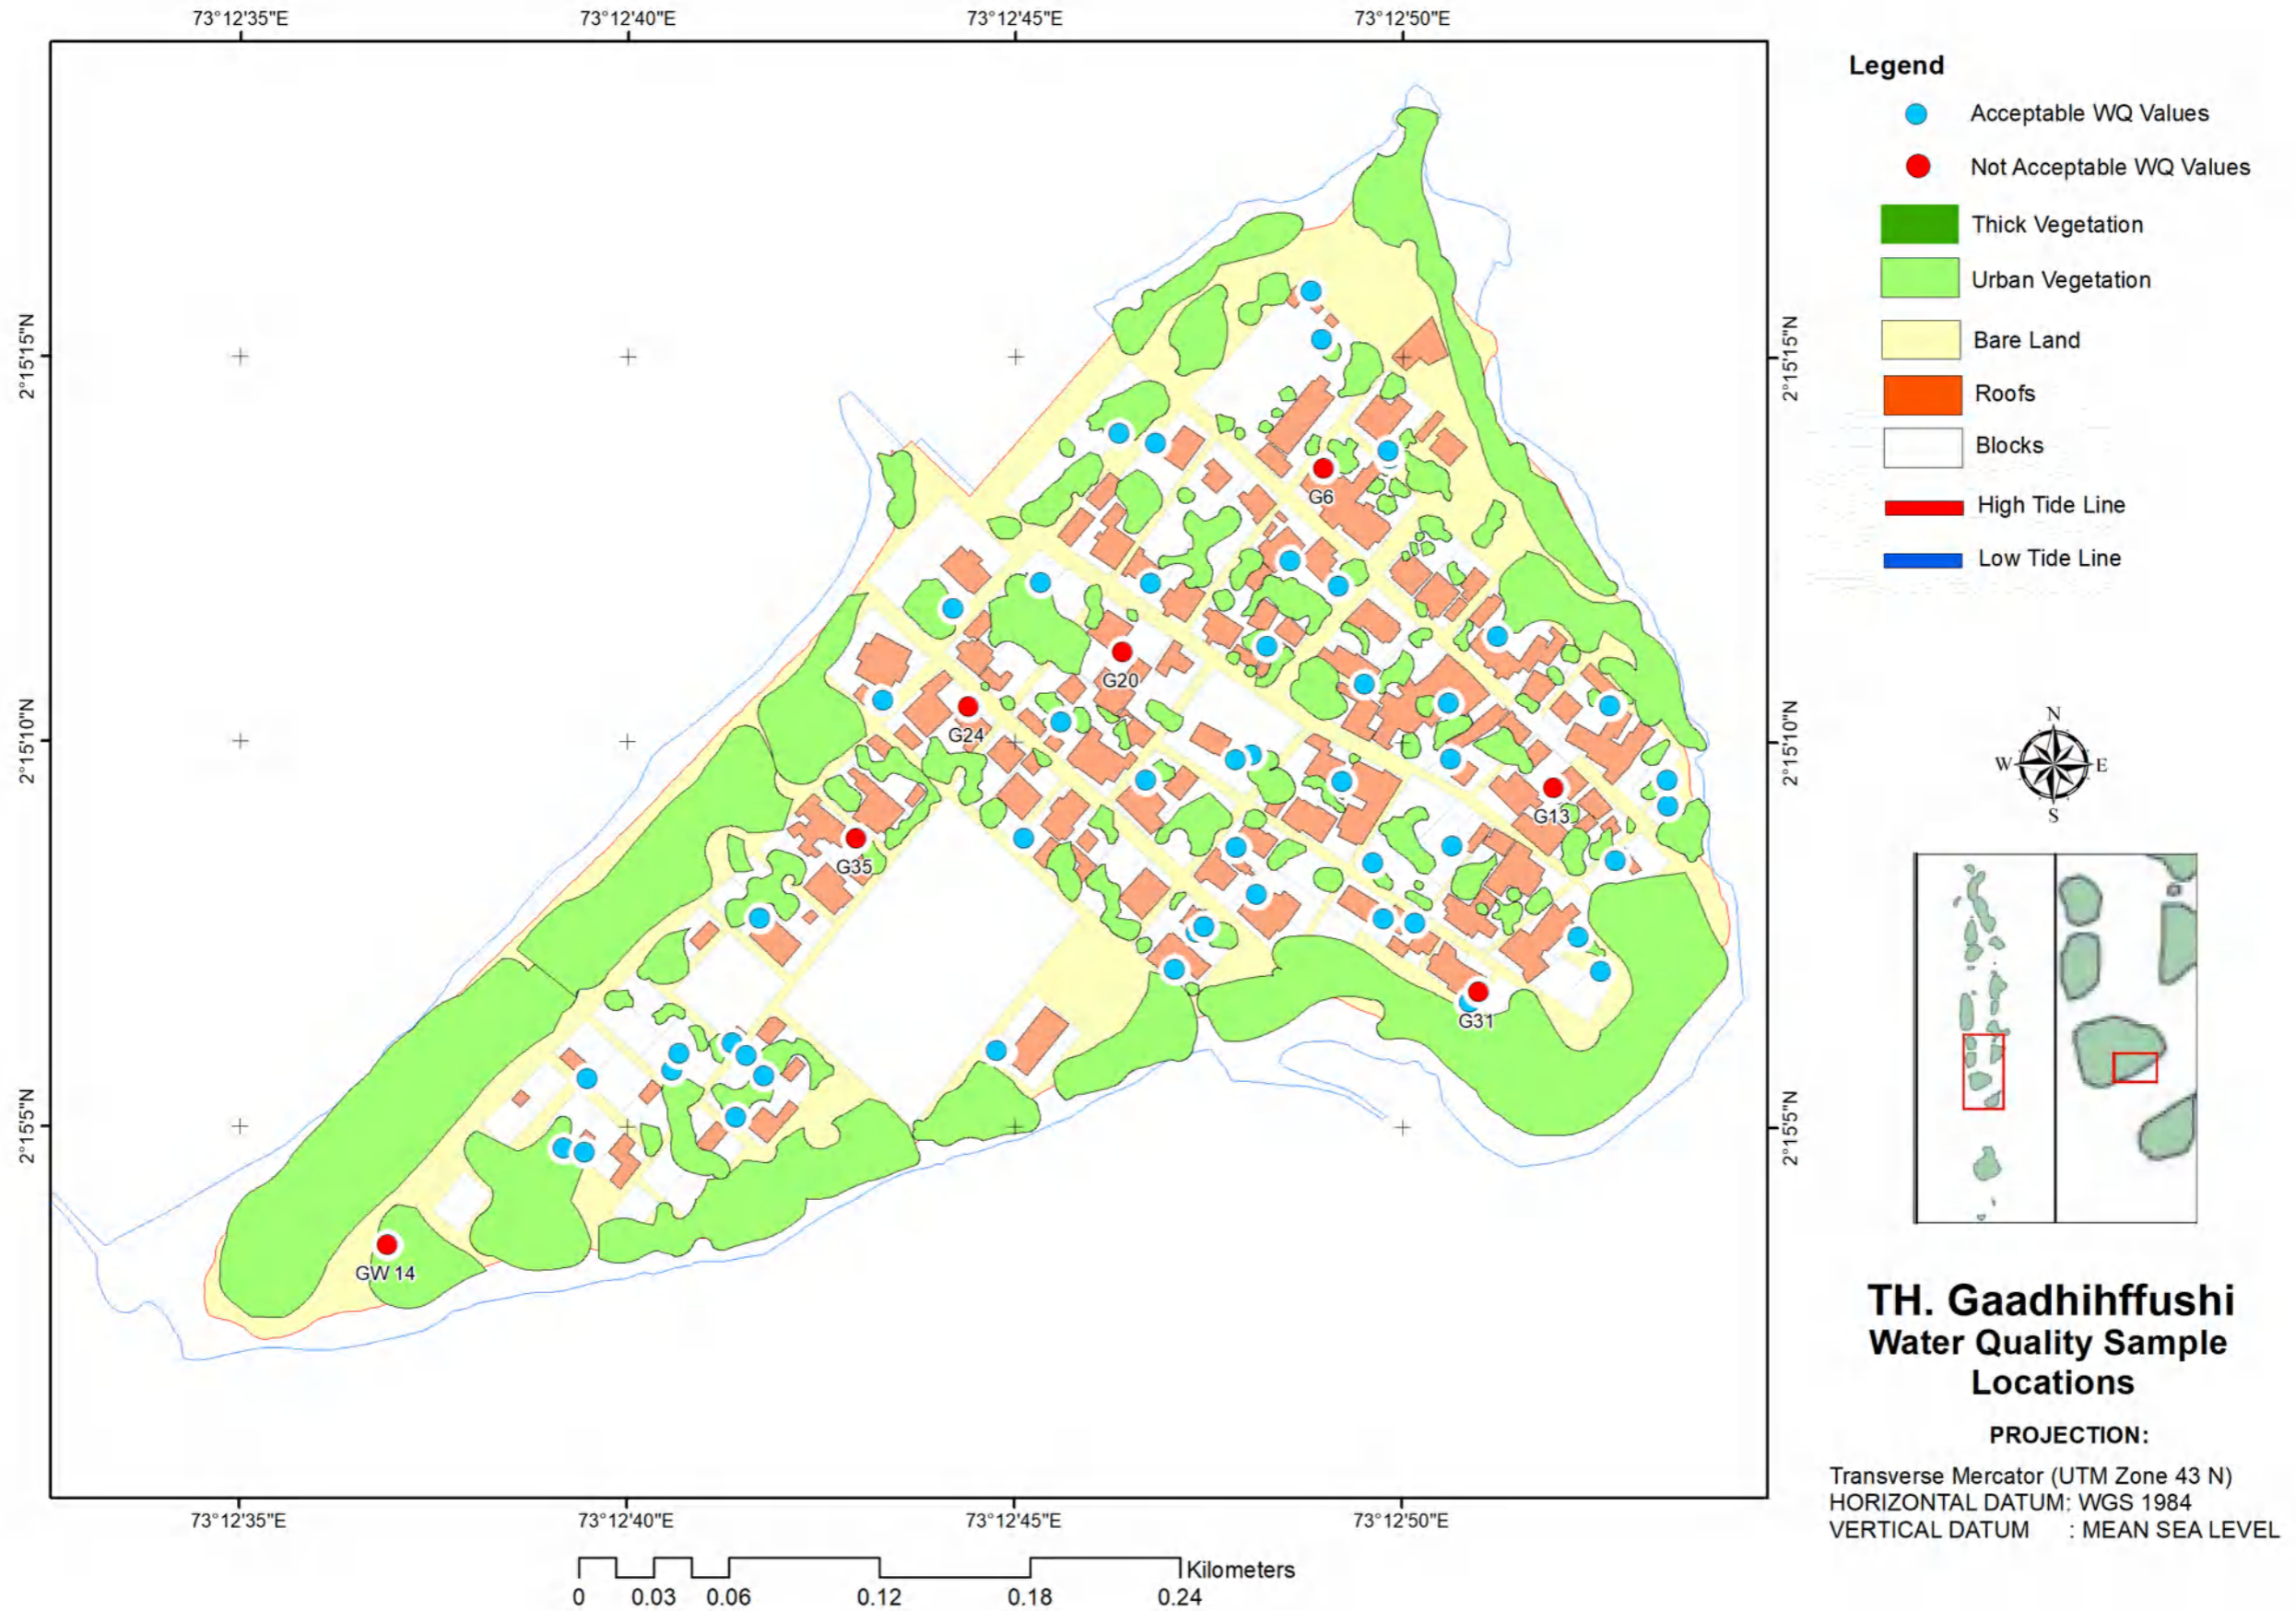 73°12'35"E 73°12'40"E 73°12'45"E 73°12'50"E
2°15'15"N
2°15'10"N
2°15'5"N
G6
G20
G24
G13
G35
G31
GW 14
2°15'15"N
2°15'10"N
2°15'5"N
73°12'35"E 73°12'40"E 73°12'45"E 73°12'50"E
Kilometers
0 0.03 0.06 0.12 0.18 0.24
Legend
Acceptable WQ Values
Not Acceptable WQ Values
Thick Vegetation
Urban Vegetation
Bare Land
Roofs
Blocks
High Tide Line
Low Tide Line
N
W E
S
TH. Gaadhihffushi
Water Quality Sample
Locations
PROJECTION:
Transverse Mercator (UTM Zone 43 N)
HORIZONTAL DATUM: WGS 1984
VERTICAL DATUM : MEAN SEA LEVEL